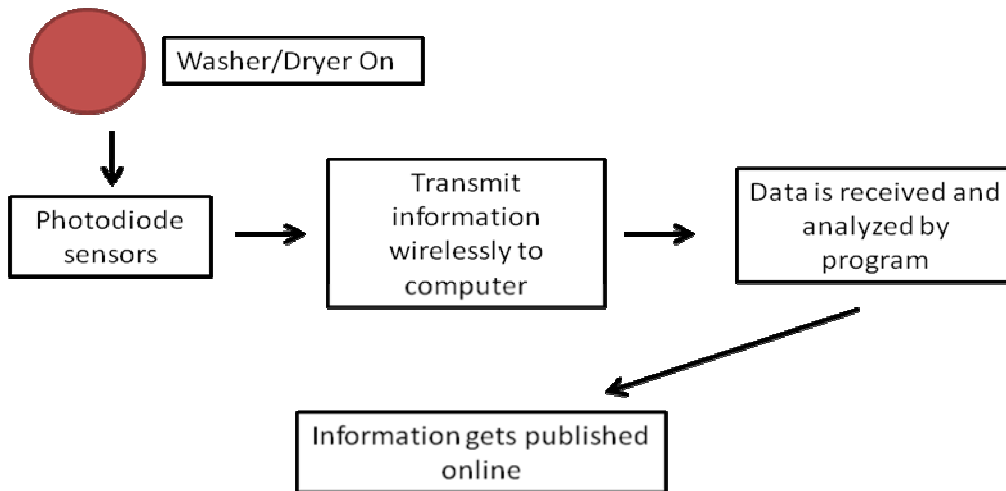 Washer/Dryer On
Photodiode
sensors
Transmit
information
wirelessly to
computer
Data is received and
analyzed by
program
Information gets published
online